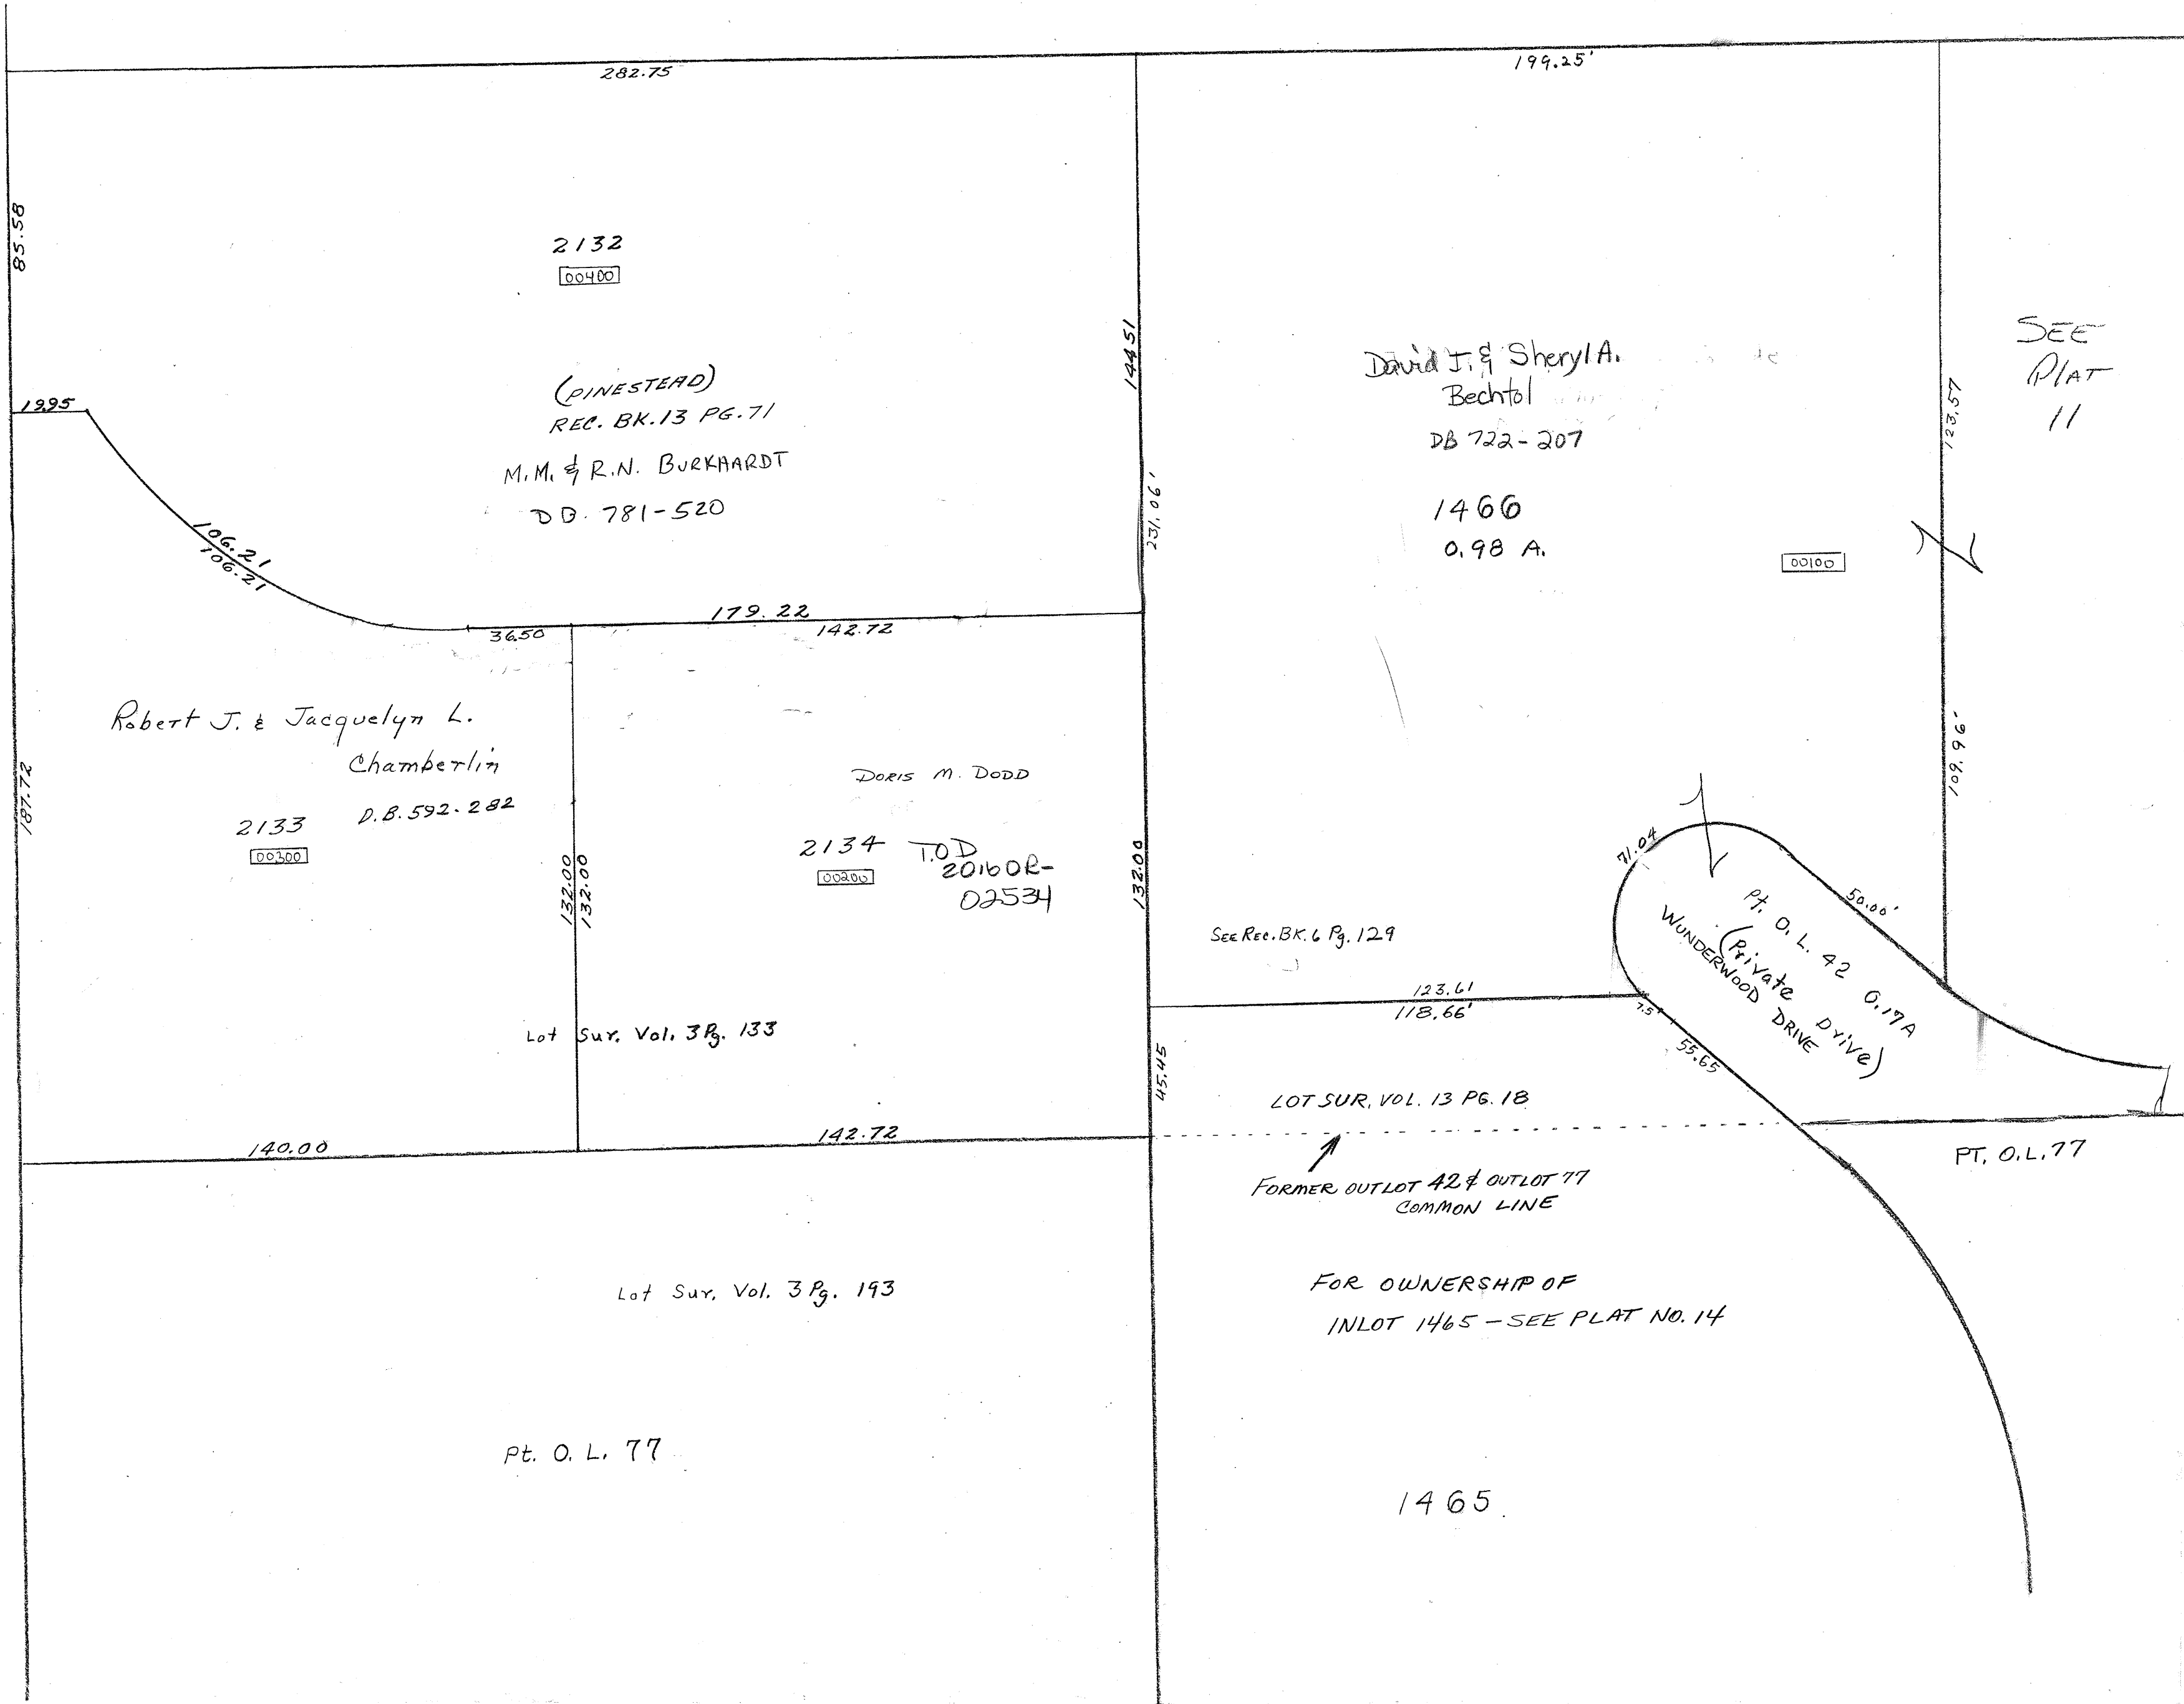 282.75
199.25'
85.58
2132
00400
(PINESTEAD)
REC. BK. 13 PG. 71
M.M. & R.N. BURKHARDT
D.B. 781-520
144.51
231.06'
19.95
106.21
106.21
179.22
36.50
142.72
David I. & Sheryl A.
Bechtol
DB 722-207
1466
0.98 A.
00100
123.57
SEE
PLAT
11
109.96'
Robert J. & Jacquelyn L.
Chamberlin
D.B. 592-282
2133
00300
187.72
132.00
132.00
DORIS M. DODD
2134
00200
T.O.D
2016OR-
02534
132.00
Lot Sur. Vol. 3 Pg. 133
140.00
142.72
SEE REC. BK. 6 Pg. 129
123.61
118.66'
71.04
50.00'
Pt. O.L. 42 0.17A
(Private Drive)
WUNDERWOOD DRIVE
7.5'
55.65
45.45
LOT SUR. VOL. 13 PG. 18
PT. O.L. 77
FORMER OUTLOT 42 & OUTLOT 77
COMMON LINE
FOR OWNERSHIP OF
INLOT 1465 - SEE PLAT NO. 14
Lot Sur. Vol. 3 Pg. 193
Pt. O. L. 77
1465